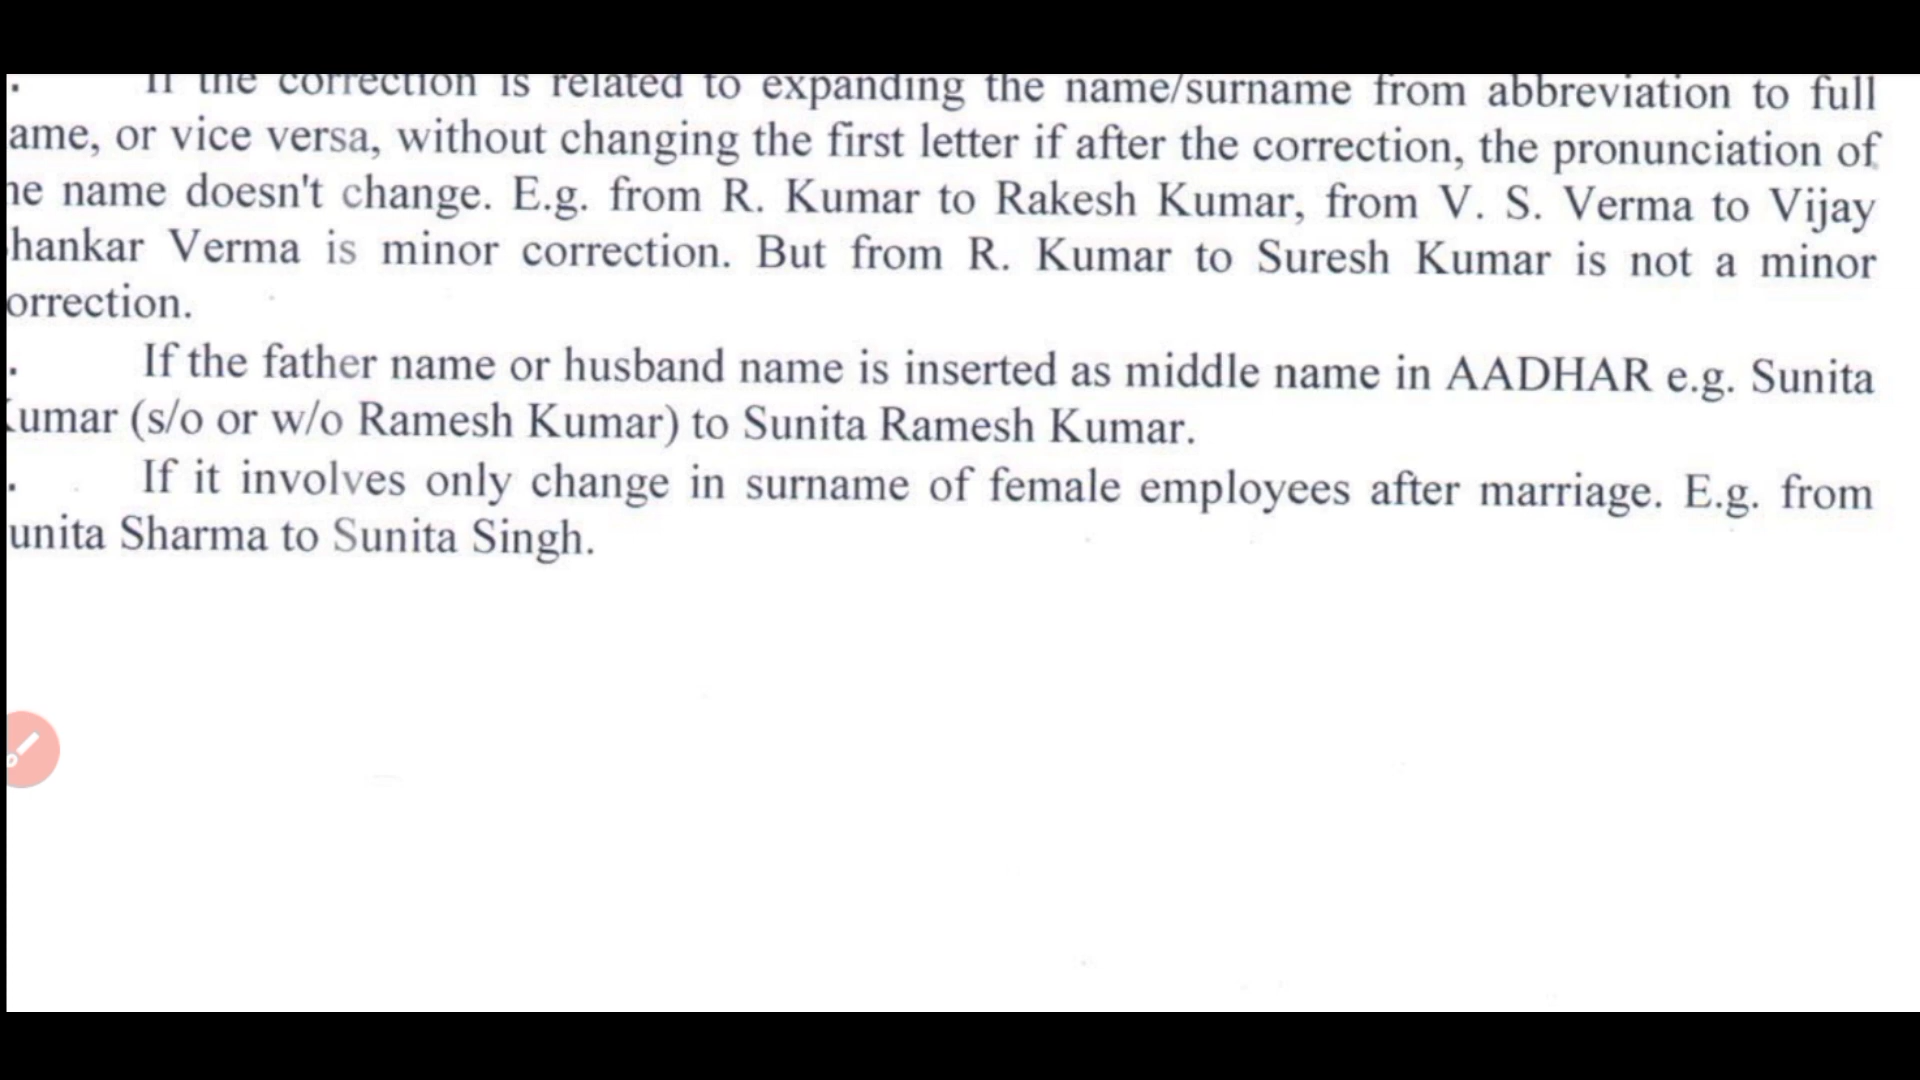 . If the correction is related to expanding the name/surname from abbreviation to full
ame, or vice versa, without changing the first letter if after the correction, the pronunciation of
he name doesn't change. E.g. from R. Kumar to Rakesh Kumar, from V. S. Verma to Vijay
hankar Verma is minor correction. But from R. Kumar to Suresh Kumar is not a minor
orrection.
. If the father name or husband name is inserted as middle name in AADHAR e.g. Sunita
Kumar (s/o or w/o Ramesh Kumar) to Sunita Ramesh Kumar.
. If it involves only change in surname of female employees after marriage. E.g. from
unita Sharma to Sunita Singh.